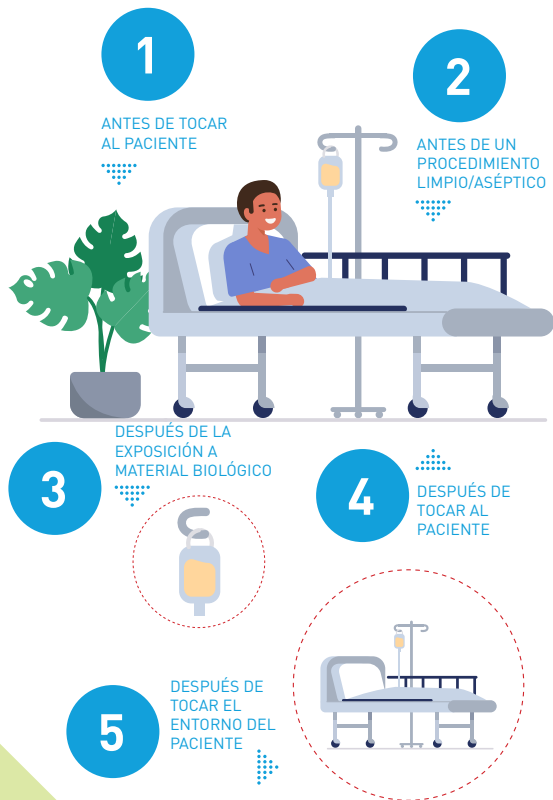 1
ANTES DE TOCAR
AL PACIENTE
2
ANTES DE UN
PROCEDIMIENTO
LIMPIO/ASÉPTICO
3
DESPUÉS DE LA
EXPOSICIÓN A
MATERIAL BIOLÓGICO
4
DESPUÉS DE
TOCAR AL
PACIENTE
5
DESPUÉS DE
TOCAR EL
ENTORNO DEL
PACIENTE